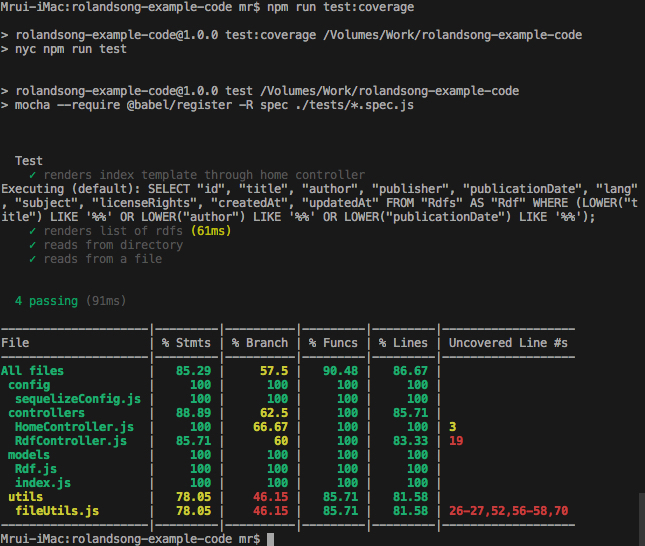 Mrui-iMac:rolandsong-example-code mr$ npm run test:coverage
> rolandsong-example-code@1.0.0 test:coverage /Volumes/Work/rolandsong-example-code
> nyc npm run test
> rolandsong-example-code@1.0.0 test /Volumes/Work/rolandsong-example-code
> mocha --require @babel/register -R spec ./tests/*.spec.js
Test
✓ renders index template through home controller
Executing (default): SELECT "id", "title", "author", "publisher", "publicationDate", "lang"
, "subject", "licenseRights", "createdAt", "updatedAt" FROM "Rdfs" AS "Rdf" WHERE (LOWER("t
itle") LIKE '%%' OR LOWER("author") LIKE '%%' OR LOWER("publicationDate") LIKE '%%');
✓ renders list of rdfs (61ms)
✓ reads from directory
✓ reads from a file
4 passing (91ms)
---------------------|----------|----------|----------|----------|-------------------|
File | % Stmts | % Branch | % Funcs | % Lines | Uncovered Line #s
---------------------|----------|----------|----------|----------|-------------------|
All files | 85.29 | 57.5 | 90.48 | 86.67 |
config | 100 | 100 | 100 | 100 |
sequelizeConfig.js | 100 | 100 | 100 | 100 |
controllers | 88.89 | 62.5 | 100 | 85.71 |
HomeController.js | 100 | 66.67 | 100 | 100 | 3
RdfController.js | 85.71 | 60 | 100 | 83.33 | 19
models | 100 | 100 | 100 | 100 |
Rdf.js | 100 | 100 | 100 | 100 |
index.js | 100 | 100 | 100 | 100 |
utils | 78.05 | 46.15 | 85.71 | 81.58 |
fileUtils.js | 78.05 | 46.15 | 85.71 | 81.58 | 26-27,52,56-58,70
---------------------|----------|----------|----------|----------|-------------------|
Mrui-iMac:rolandsong-example-code mr$